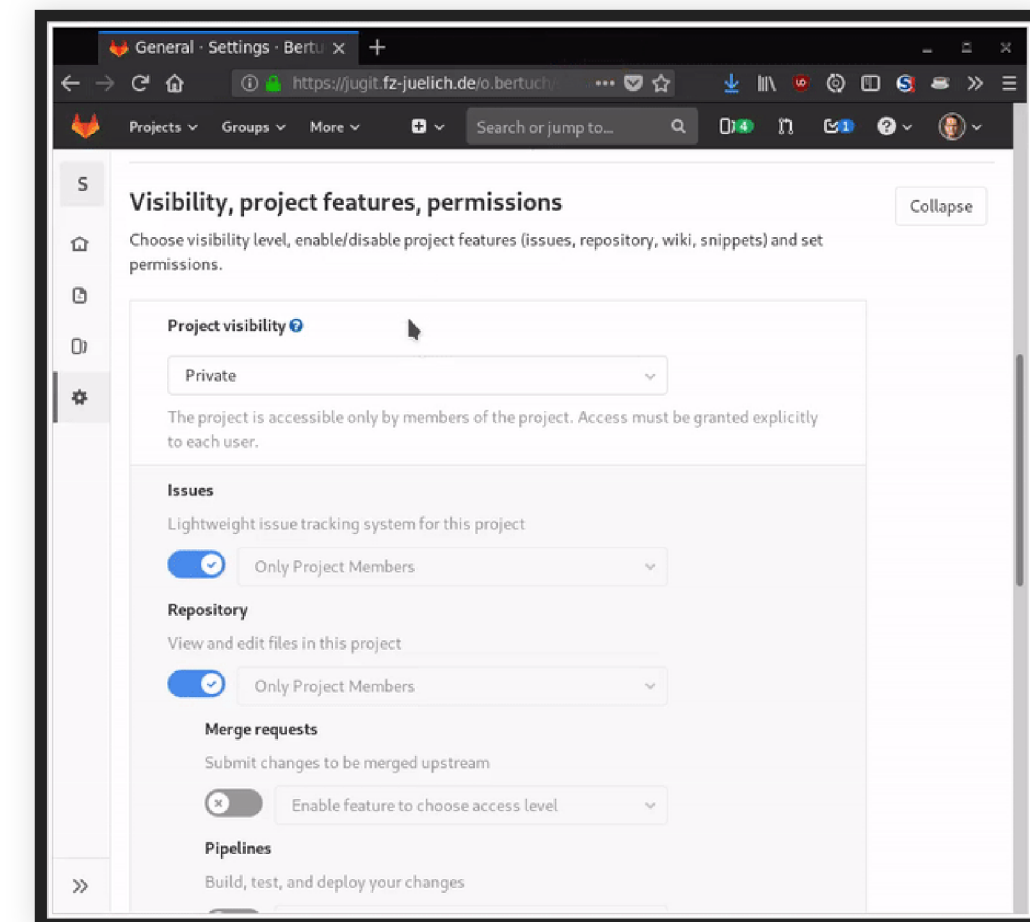 General · Settings · Bertu
https://jugit.fz-juelich.de/o.bertuch/
Projects Groups More Search or jump to... 4 1
S
Visibility, project features, permissions
Collapse
Choose visibility level, enable/disable project features (issues, repository, wiki, snippets) and set
permissions.
Project visibility
Private
The project is accessible only by members of the project. Access must be granted explicitly
to each user.
Issues
Lightweight issue tracking system for this project
Only Project Members
Repository
View and edit files in this project
Only Project Members
Merge requests
Submit changes to be merged upstream
Enable feature to choose access level
Pipelines
Build, test, and deploy your changes